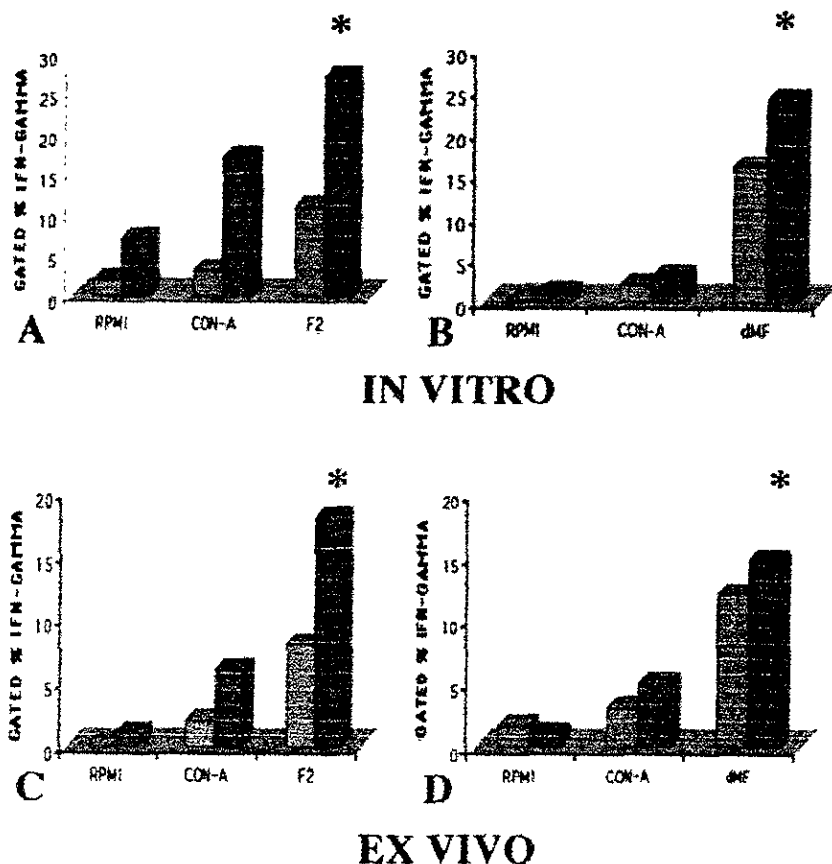 *
*
30
25
20
15
10
5
0
GATED % IFN-GAMMA
RPMI CON-A F2
A
30
25
20
15
10
5
0
GATED % IFN-GAMMA
RPMI CON-A dMF
B
IN VITRO
*
*
20
15
10
5
0
GATED % IFN-GAMMA
RPMI CON-A F2
C
20
15
10
5
0
GATED % IFN-GAMMA
RPMI CON-A dMF
D
EX VIVO